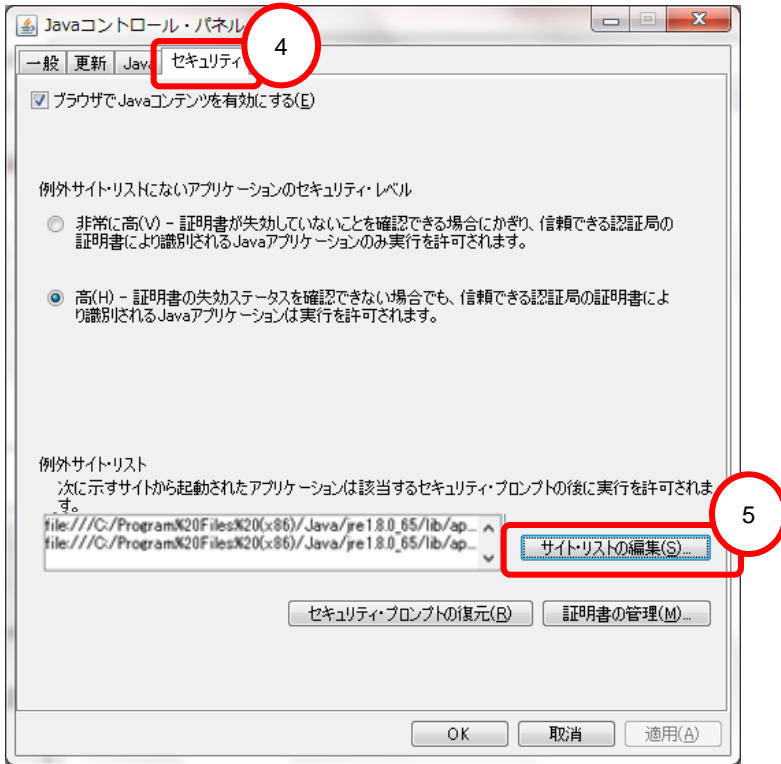 Javaコントロール・パネル
4
一般 更新 Java セキュリティ
ブラウザでJavaコンテンツを有効にする(E)
例外サイト・リストにないアプリケーションのセキュリティ・レベル
非常に高(V) - 証明書が失効していないことを確認できる場合にかぎり、信頼できる認証局の
証明書により識別されるJavaアプリケーションのみ実行を許可されます。
高(H) - 証明書の失効ステータスを確認できない場合でも、信頼できる認証局の証明書によ
り識別されるJavaアプリケーションは実行を許可されます。
例外サイト・リスト
次に示すサイトから起動されたアプリケーションは該当するセキュリティ・プロンプトの後に実行を許可されま
す。
5
file:///C:/Program%20Files%20(x86)/Java/jre1.8.0_65/lib/ap...
file:///C:/Program%20Files%20(x86)/Java/jre1.8.0_65/lib/ap...
サイト・リストの編集(S)...
セキュリティ・プロンプトの復元(R) 証明書の管理(M)...
OK 取消 適用(A)